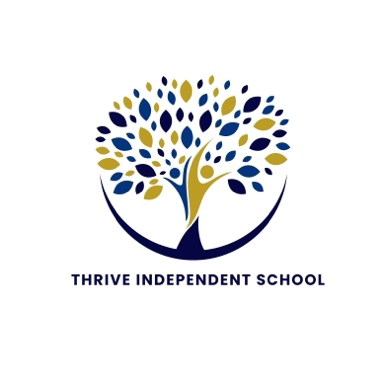 THRIVE INDEPENDENT SCHOOL